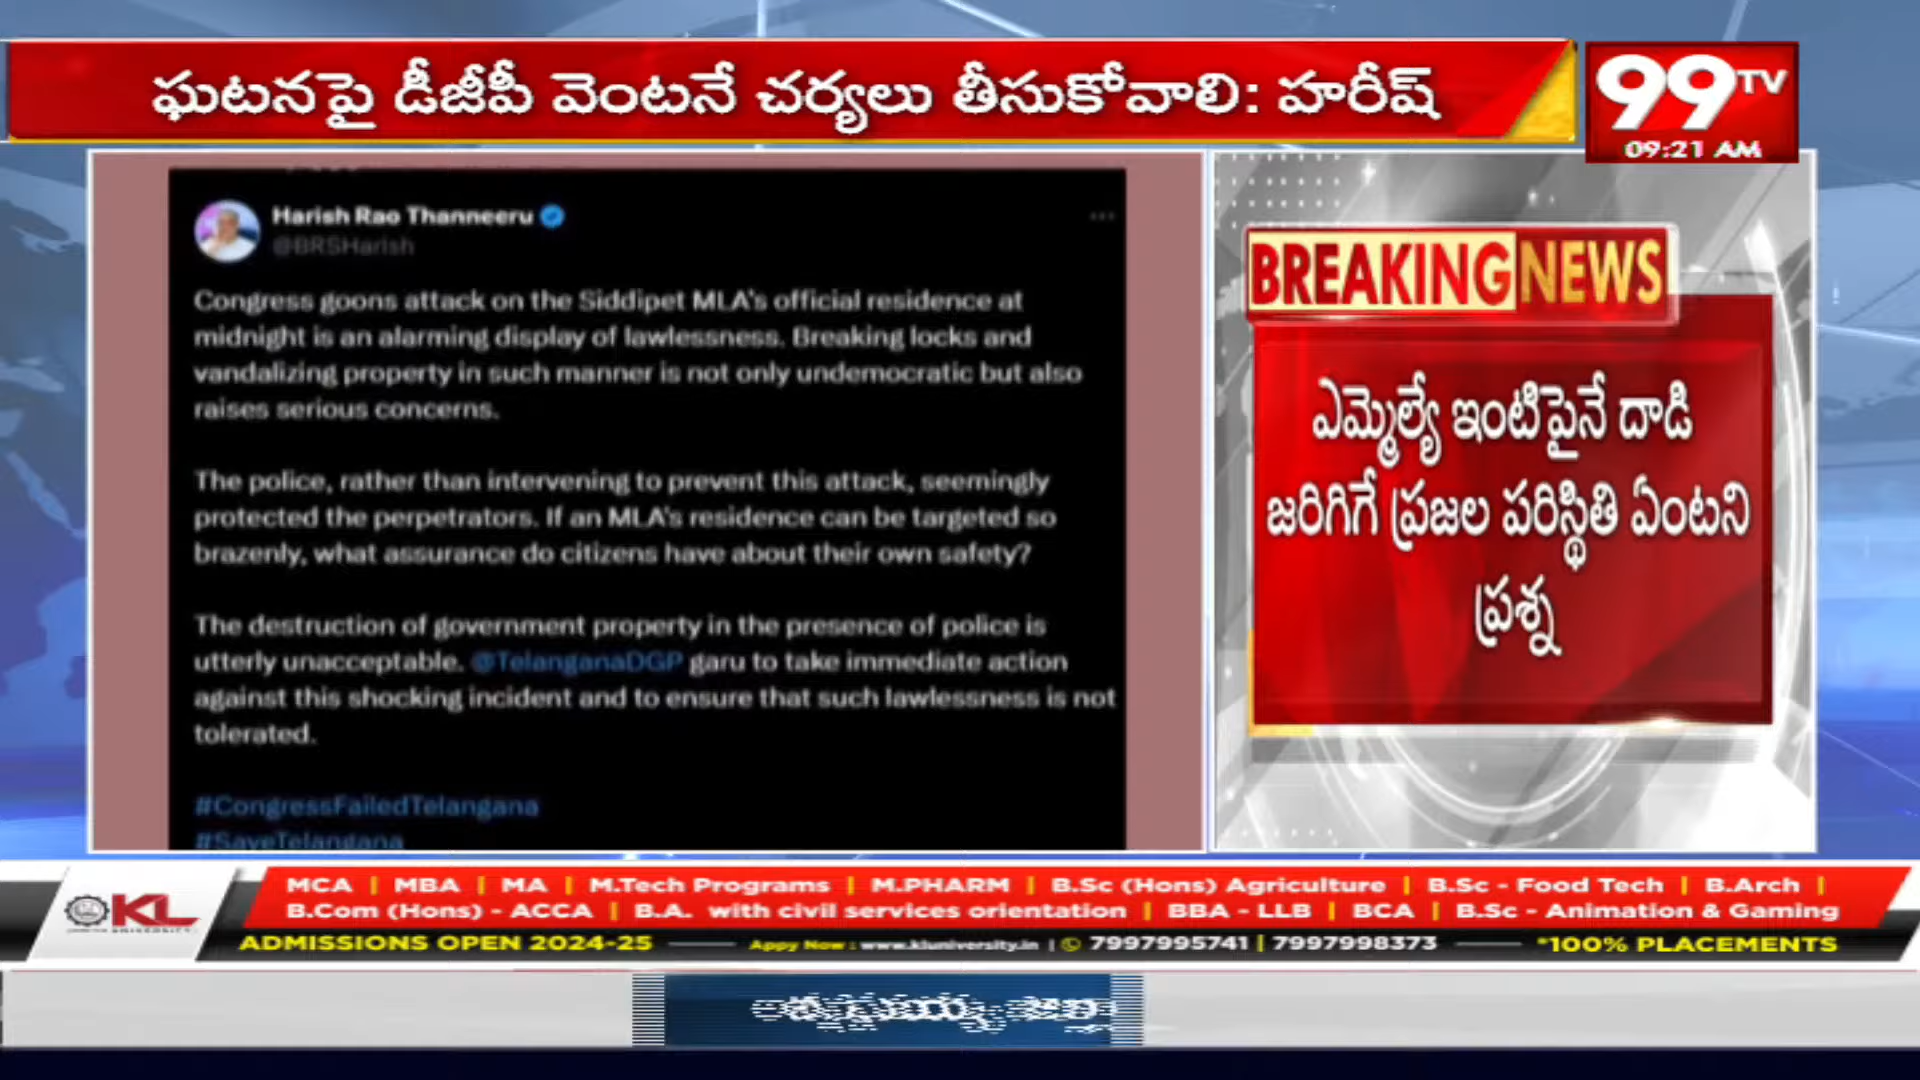 ఘటనపై డీజీపీ వెంటనే చర్యలు తీసుకోవాలి: హరీష్
99TV
09:21 AM
Harish Rao Thanneeru
@BRSHarish
Congress goons attack on the Siddipet MLA's official residence at
midnight is an alarming display of lawlessness. Breaking locks and
vandalizing property in such manner is not only undemocratic but also
raises serious concerns.
The police, rather than intervening to prevent this attack, seemingly
protected the perpetrators. If an MLA's residence can be targeted so
brazenly, what assurance do citizens have about their own safety?
The destruction of government property in the presence of police is
utterly unacceptable. @TelanganaDGP garu to take immediate action
against this shocking incident and to ensure that such lawlessness is not
tolerated.
#CongressFailedTelangana
#SaveTelangana
BREAKING NEWS
ఎమ్మెల్యే ఇంటిపైనే దాడి
జరిగిగే ప్రజల పరిస్థితి ఏంటని
ప్రశ్న
KL
UNIVERSITY
MCA | MBA | MA | M.Tech Programs | M.PHARM | B.Sc (Hons) Agriculture | B.Sc - Food Tech | B.Arch |
B.Com (Hons) - ACCA | B.A. with civil services orientation | BBA - LLB | BCA | B.Sc - Animation & Gaming
ADMISSIONS OPEN 2024-25 Appy Now : www.kluniversity.in | 7997995741 | 7997998373 *100% PLACEMENTS